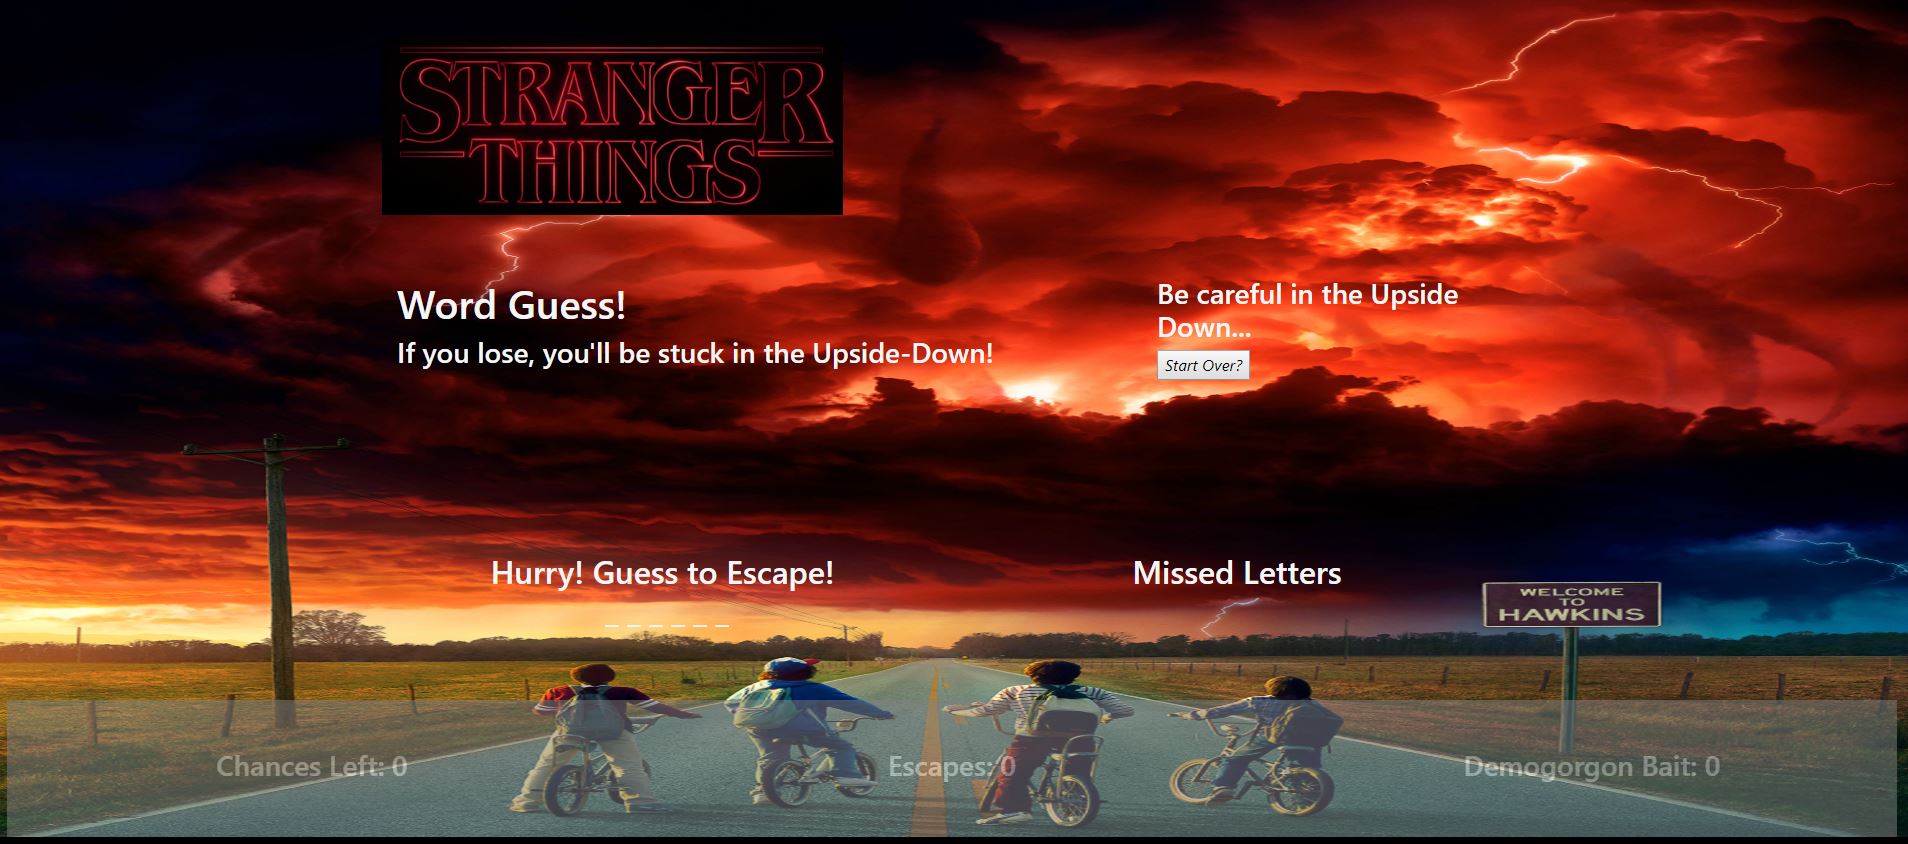 STRANGER
THINGS
Word Guess!
If you lose, you'll be stuck in the Upside-Down!
Be careful in the Upside
Down...
Start Over?
Hurry! Guess to Escape!
_ _ _ _ _ _
Missed Letters
WELCOME
TO
HAWKINS
Chances Left: 0
Escapes: 0
Demogorgon Bait: 0